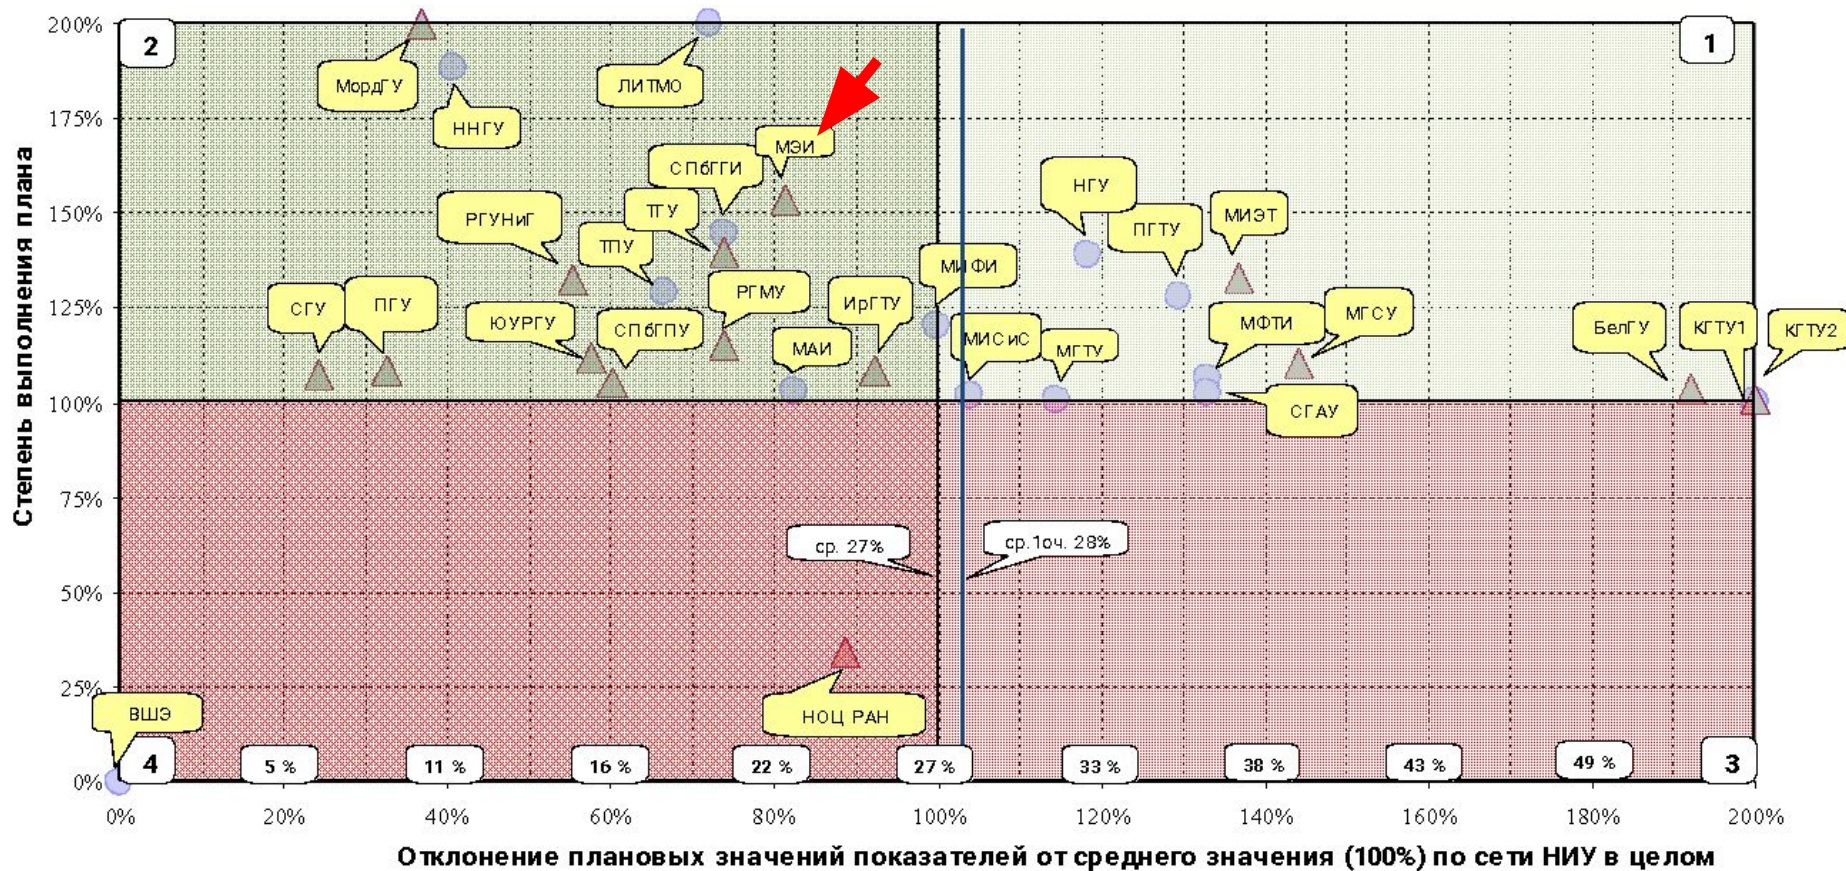 200%
2
1
МордГУ
ЛИТМО
ННГУ
175%
МЭИ
СПбГГИ
НГУ
150%
РГУНиГ
ТГУ
ПГТУ
МИЭТ
ТПУ
МИФИ
125%
СГУ
ПГУ
ЮУРГУ
СПбГПУ
РГМУ
ИрГТУ
МАИ
МИСиС
МГТУ
МФТИ
МГСУ
БелГУ
КГТУ1
КГТУ2
100%
СГАУ
75%
ср. 27%
ср.1оч. 28%
50%
25%
ВШЭ
НОЦ РАН
4
5 %
11 %
16 %
22 %
27 %
33 %
38 %
43 %
49 %
3
0%
0%
20%
40%
60%
80%
100%
120%
140%
160%
180%
200%
Степень выполнения плана
Отклонение плановых значений показателей от среднего значения (100%) по сети НИУ в целом